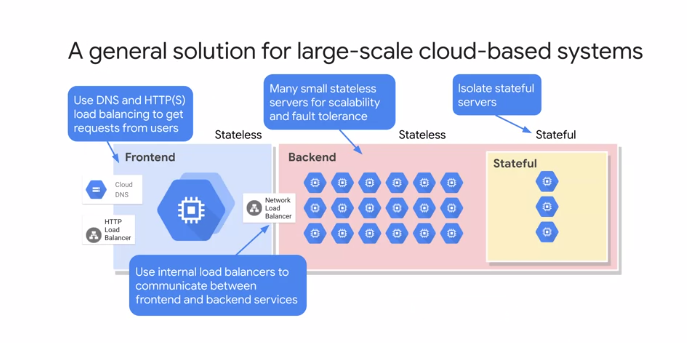 A general solution for large-scale cloud-based systems
Use DNS and HTTP(S)
load balancing to get
requests from users
Many small stateless
servers for scalability
and fault tolerance
Isolate stateful
servers
Stateless
Stateless
Stateful
Frontend
Backend
Stateful
Cloud
DNS
HTTP
Load
Balancer
Network
Load
Balancer
Use internal load balancers to
communicate between
frontend and backend services